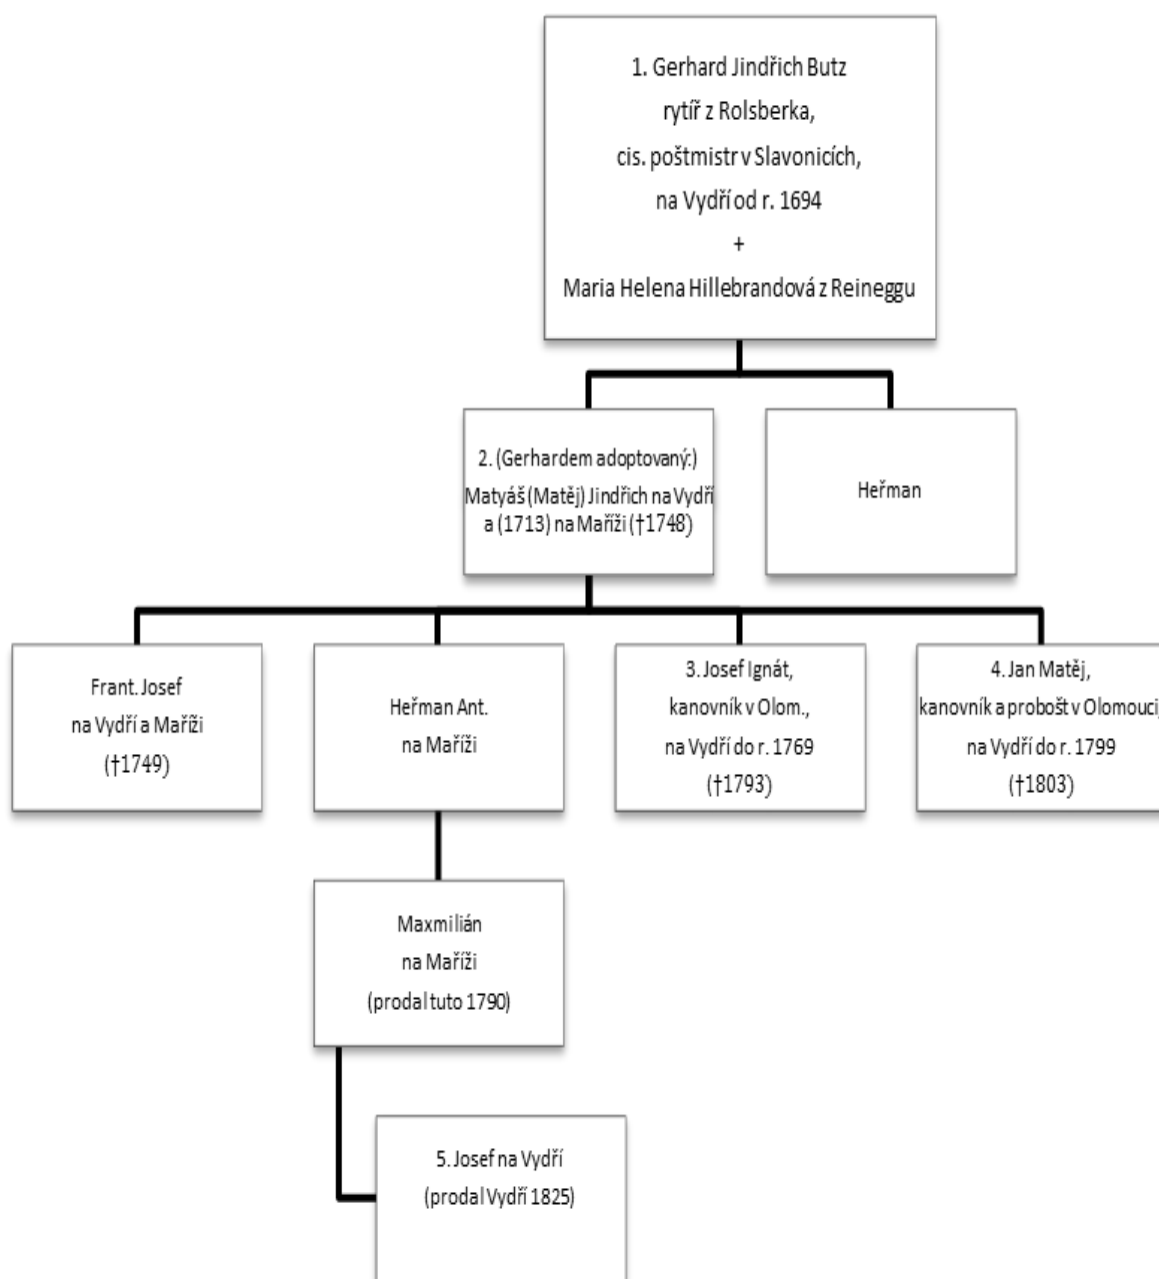 1. Gerhard Jindřich Butz
rytíř z Rolsberka,
cis. poštmistr v Slavonicích,
na Vydří od r. 1694
+
Maria Helena Hillebrandová z Reineggu
2. (Gerhardem adoptovaný:)
Matyáš (Matěj) Jindřich na Vydří
a (1713) na Maříži (†1748)
Heřman
Frant. Josef
na Vydří a Maříži
(†1749)
Heřman Ant.
na Maříži
3. Josef Ignát,
kanovník v Olom.,
na Vydří do r. 1769
(†1793)
4. Jan Matěj,
kanovník a probošt v Olomouci,
na Vydří do r. 1799
(†1803)
Maxmilián
na Maříži
(prodal tuto 1790)
5. Josef na Vydří
(prodal Vydří 1825)